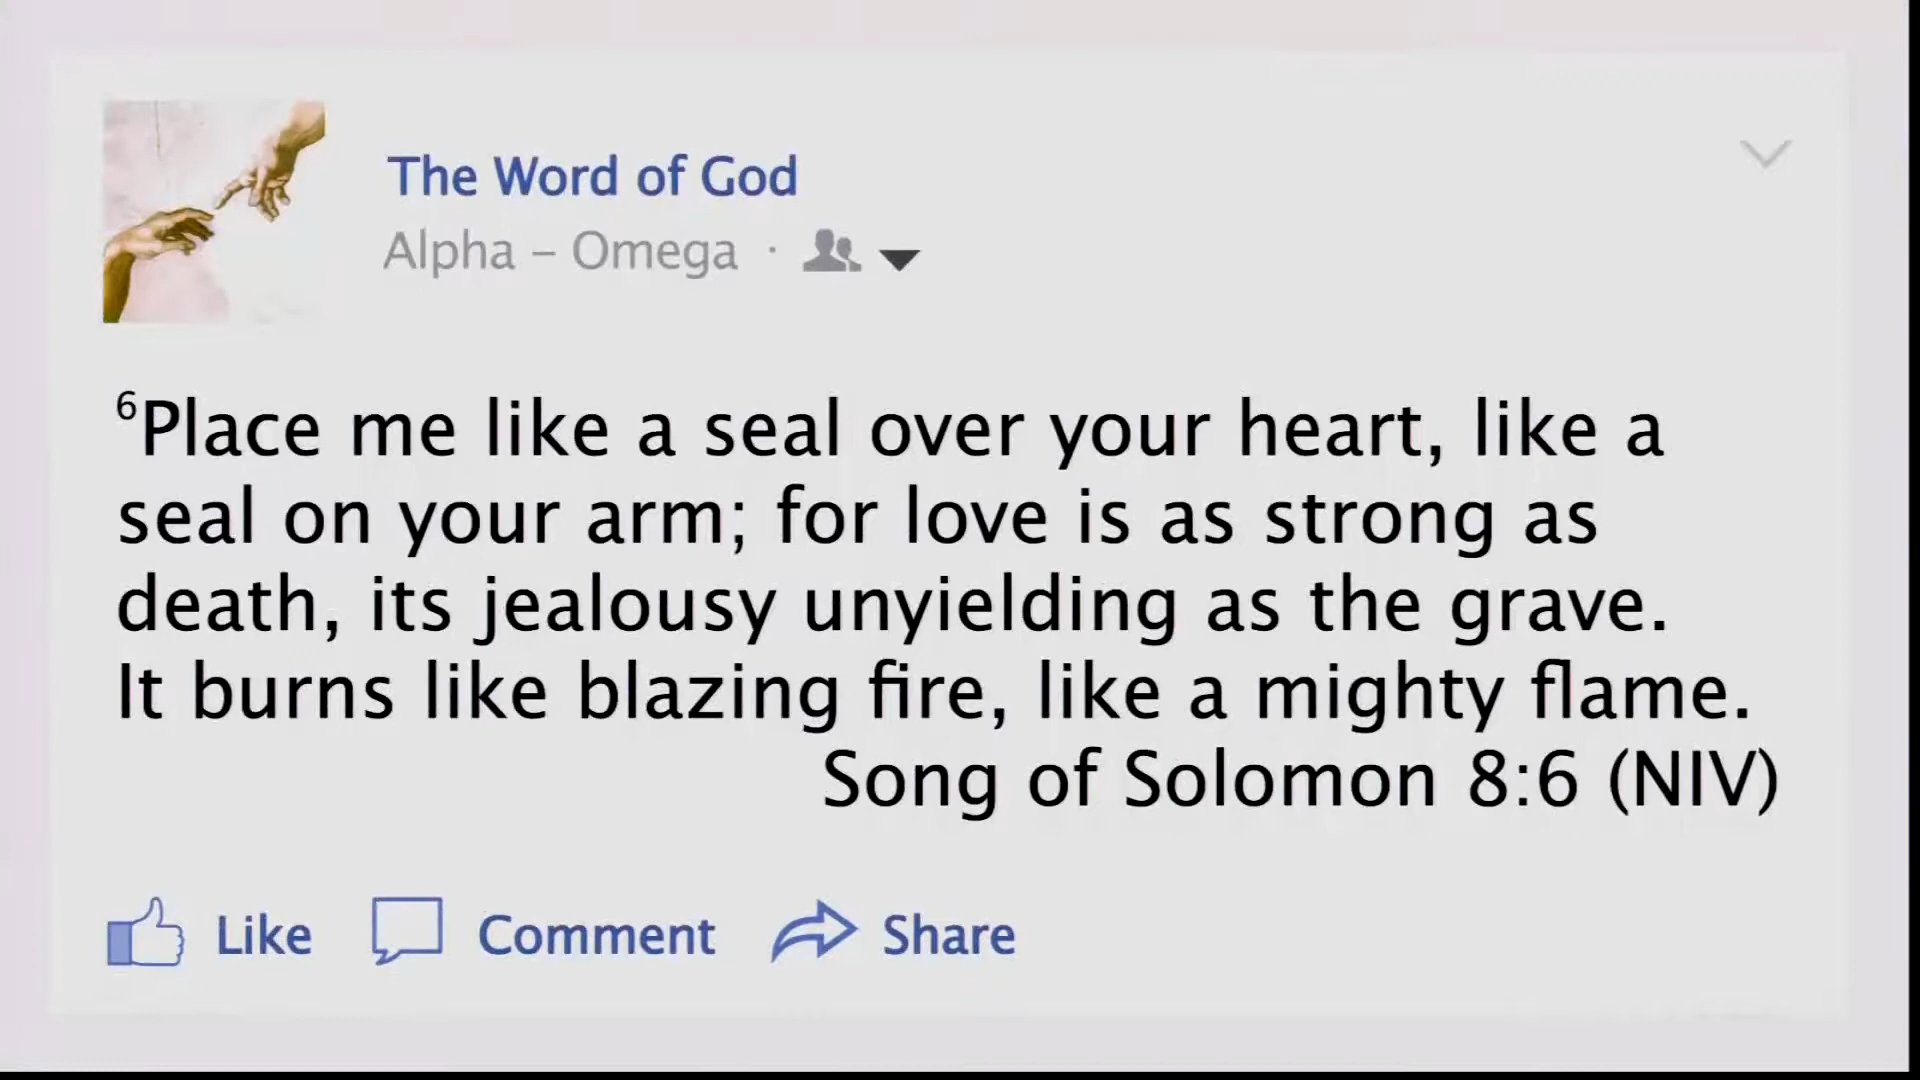 The Word of God
Alpha – Omega ·
⁶Place me like a seal over your heart, like a
seal on your arm; for love is as strong as
death, its jealousy unyielding as the grave.
It burns like blazing fire, like a mighty flame.
Song of Solomon 8:6 (NIV)
Like Comment Share